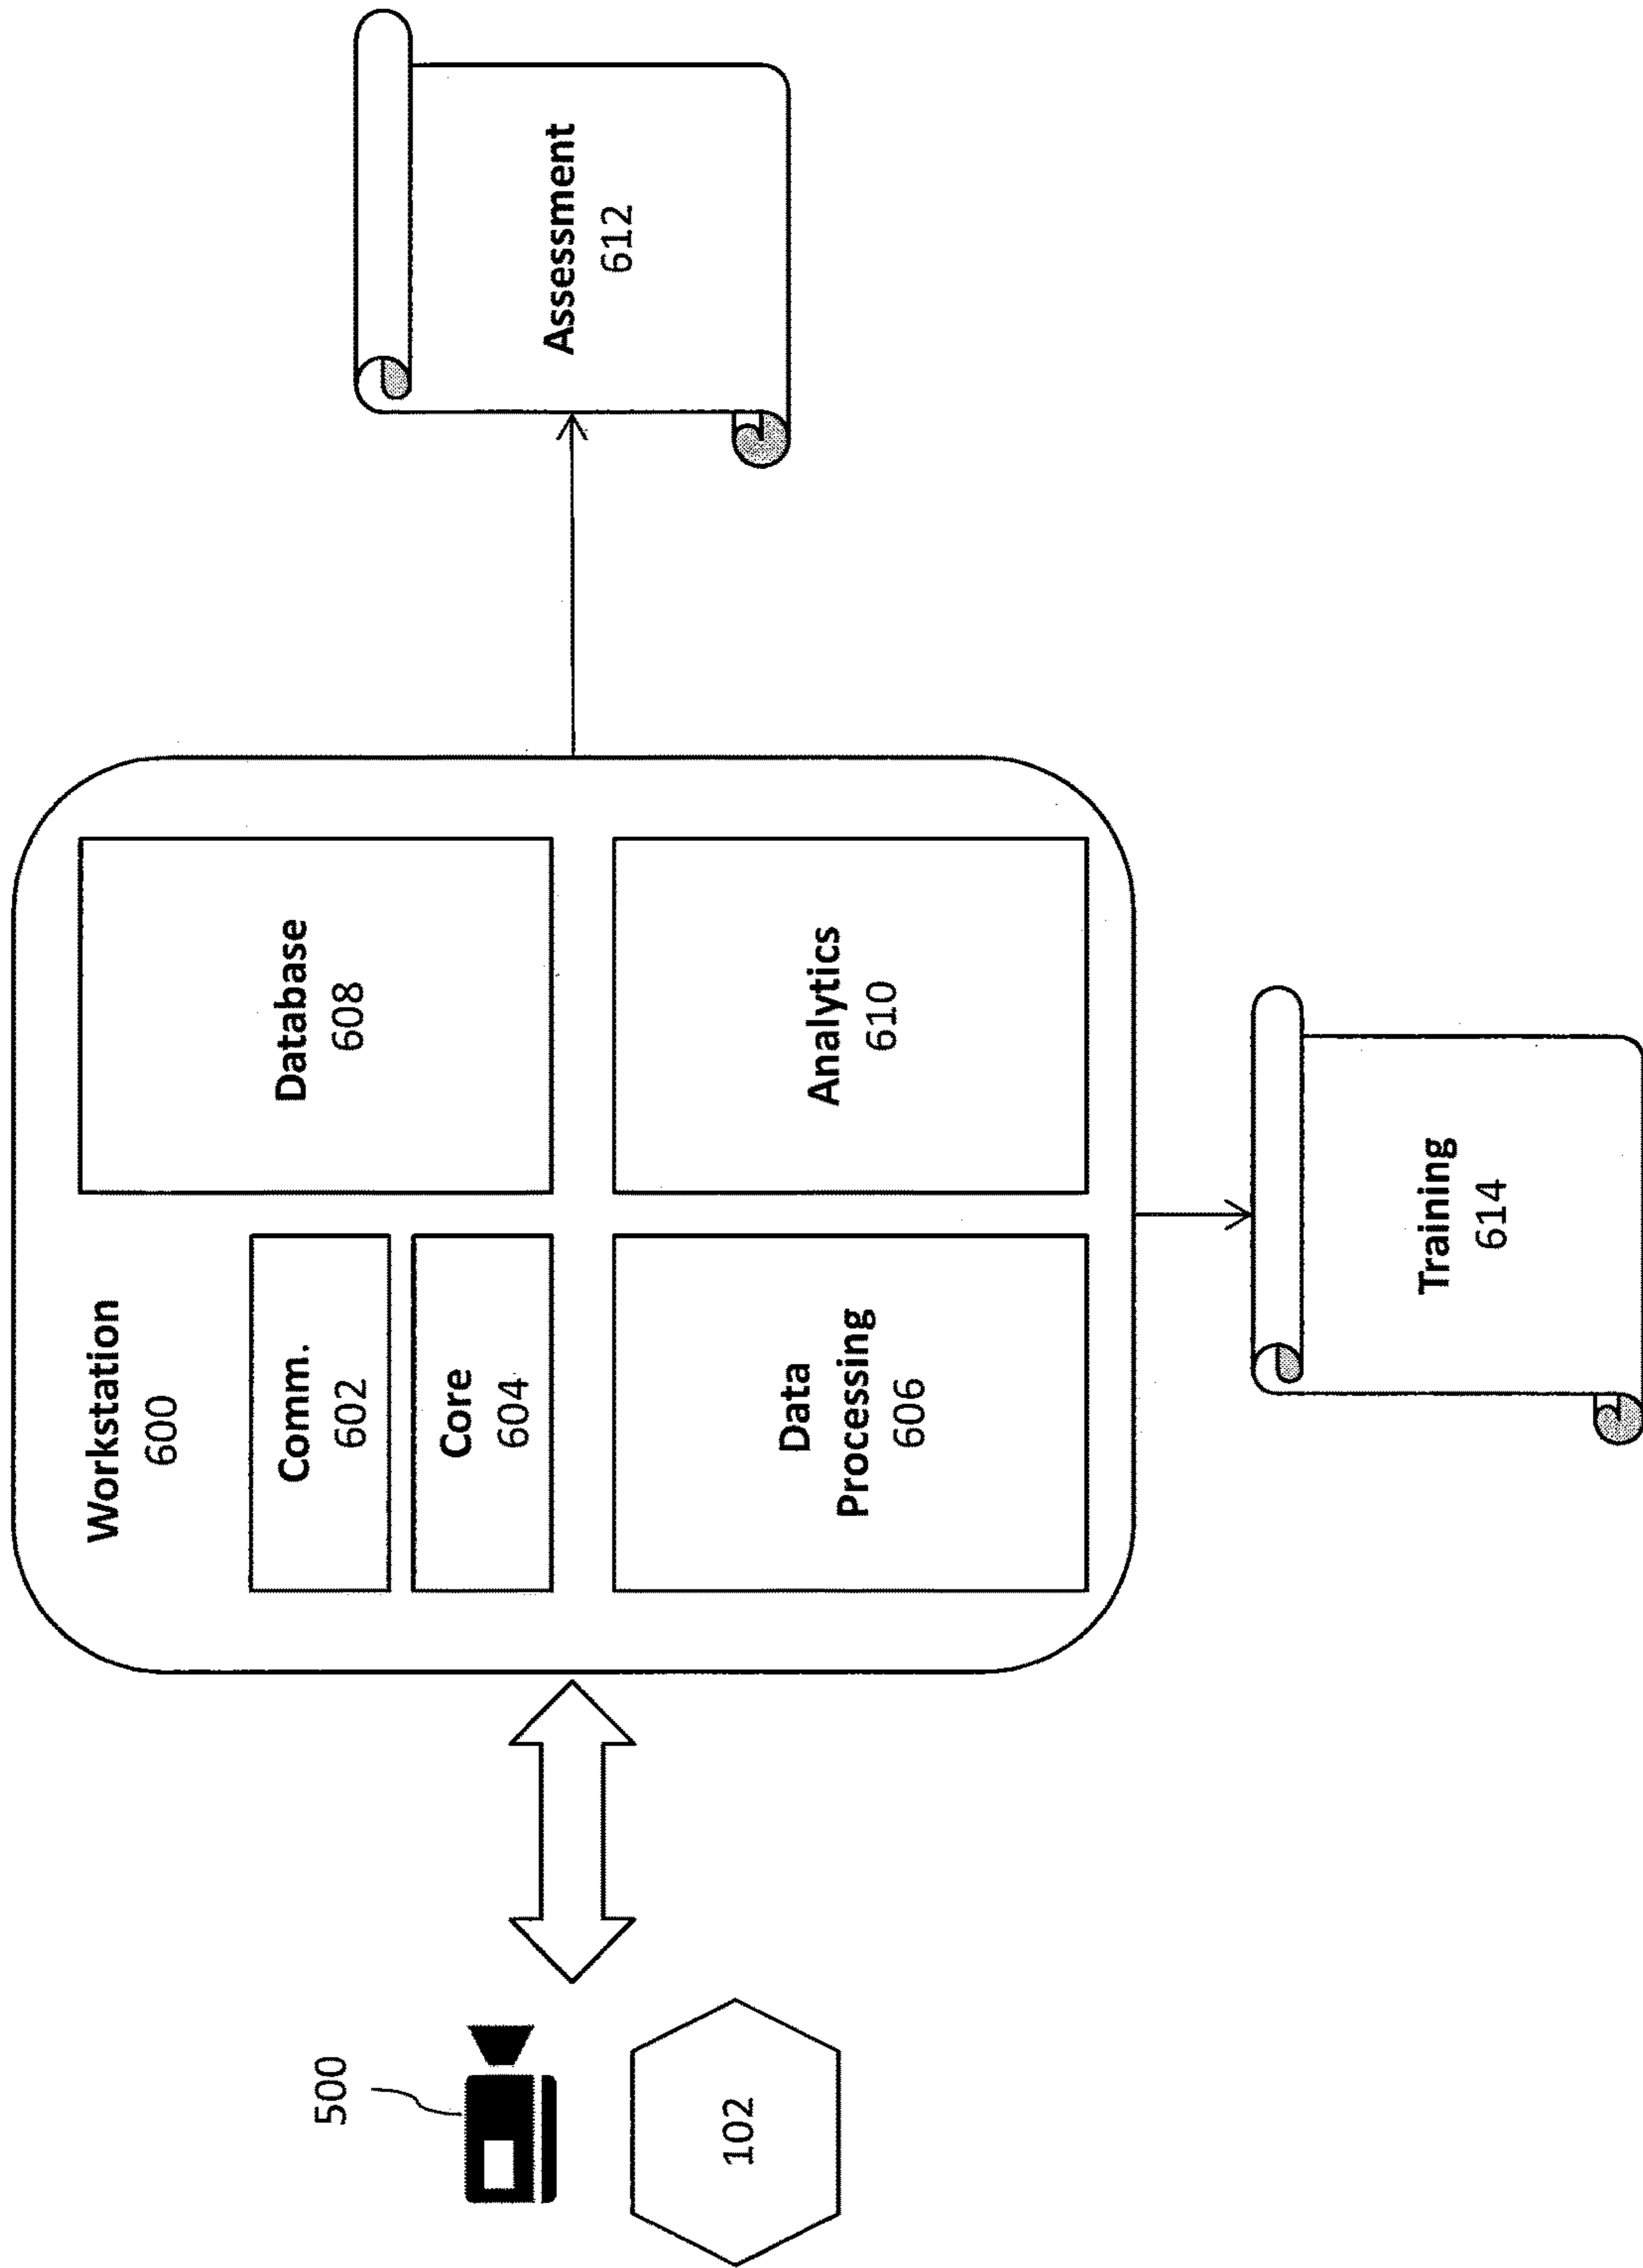 500
102
Workstation
600
Comm.
602
Core
604
Data
Processing
606
Database
608
Analytics
610
Assessment
612
Training
614